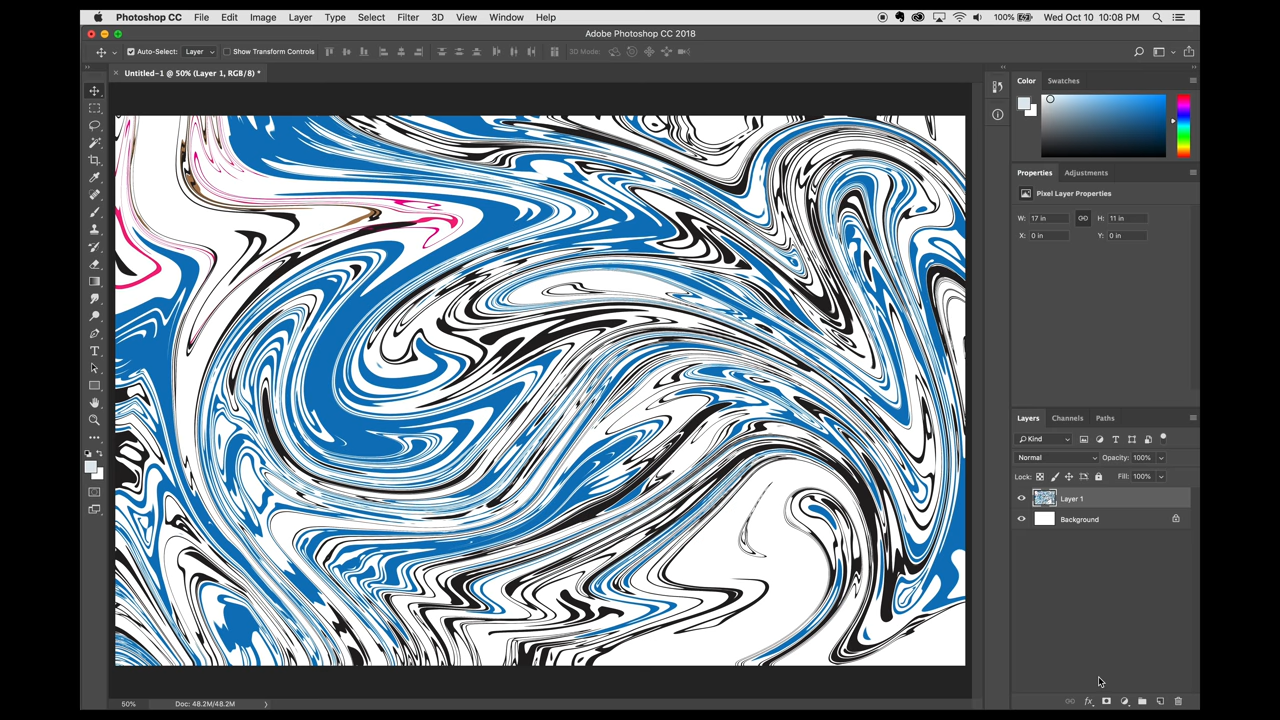 Photoshop CC File Edit Image Layer Type Select Filter 3D View Window Help 100% Wed Oct 10 10:08 PM
Adobe Photoshop CC 2018
Auto-Select: Layer Show Transform Controls 3D Mode:
Untitled-1 @ 50% (Layer 1, RGB/8) *
Color Swatches
Properties Adjustments
Pixel Layer Properties
W: 17 in H: 11 in
X: 0 in Y: 0 in
Layers Channels Paths
Kind
Normal Opacity: 100%
Lock: Fill: 100%
Layer 1
Background
fx
50% Doc: 48.2M/48.2M